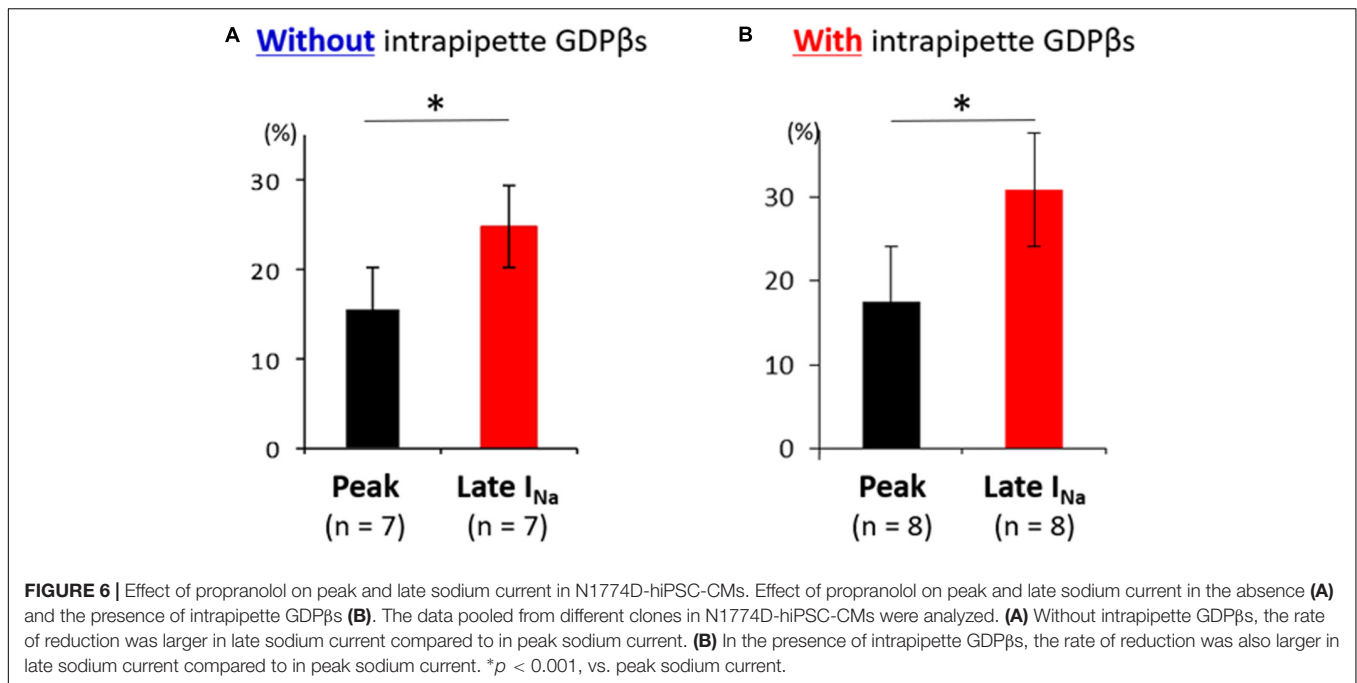 A Without intrapipette GDPβs
*
(%)
30
20
10
0
Peak Late I_Na
(n = 7) (n = 7)
B With intrapipette GDPβs
*
(%)
30
20
10
0
Peak Late I_Na
(n = 8) (n = 8)
FIGURE 6 | Effect of propranolol on peak and late sodium current in N1774D-hiPSC-CMs. Effect of propranolol on peak and late sodium current in the absence (A)
and the presence of intrapipette GDPβs (B). The data pooled from different clones in N1774D-hiPSC-CMs were analyzed. (A) Without intrapipette GDPβs, the rate
of reduction was larger in late sodium current compared to in peak sodium current. (B) In the presence of intrapipette GDPβs, the rate of reduction was also larger in
late sodium current compared to in peak sodium current. *p < 0.001, vs. peak sodium current.